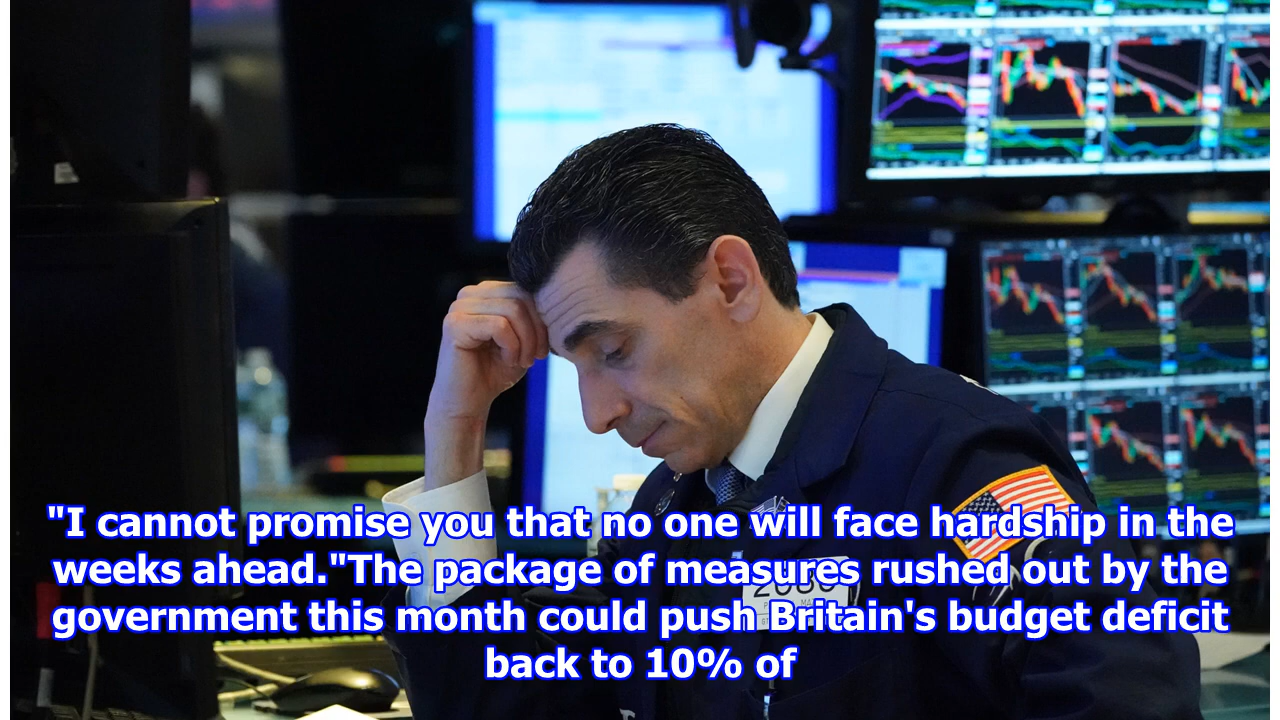 "I cannot promise you that no one will face hardship in the
weeks ahead."The package of measures rushed out by the
government this month could push Britain's budget deficit
back to 10% of